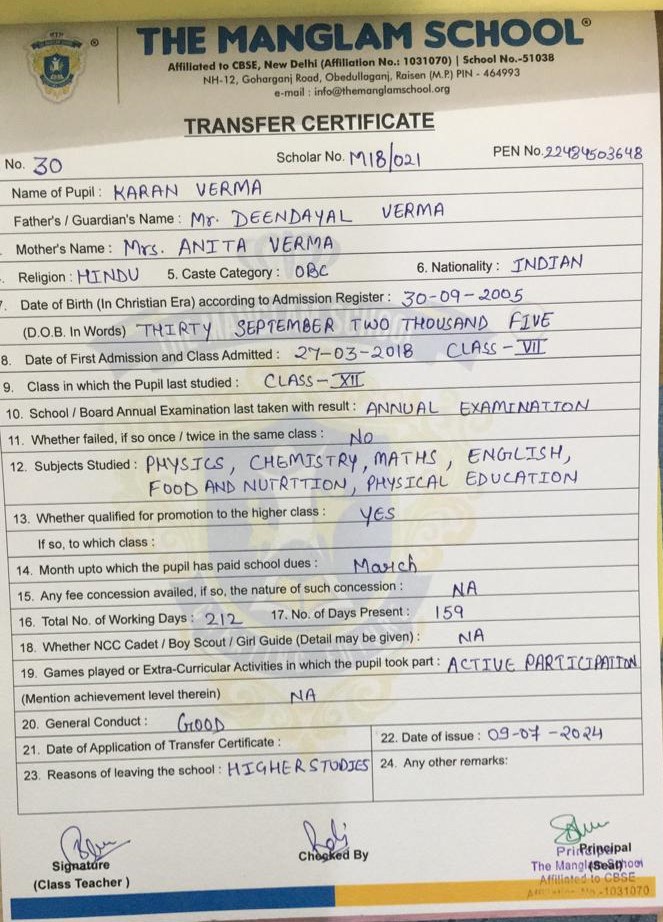 THE MANGLAM SCHOOL®
Affiliated to CBSE, New Delhi (Affiliation No.: 1031070) | School No.-51038
NH-12, Goharganj Road, Obedullaganj, Raisen (M.P.) PIN - 464993
e-mail : info@themanglamschool.org
TRANSFER CERTIFICATE
No. 30 Scholar No. M18/021 PEN No. 22484503648
Name of Pupil : KARAN VERMA
Father's / Guardian's Name : Mr. DEENDAYAL VERMA
Mother's Name : Mrs. ANITA VERMA
Religion : HINDU 5. Caste Category : OBC 6. Nationality : INDIAN
7. Date of Birth (In Christian Era) according to Admission Register : 30-09-2005
(D.O.B. In Words) THIRTY SEPTEMBER TWO THOUSAND FIVE
8. Date of First Admission and Class Admitted : 27-03-2018 CLASS-VII
9. Class in which the Pupil last studied : CLASS-XII
10. School / Board Annual Examination last taken with result : ANNUAL EXAMINATION
11. Whether failed, if so once / twice in the same class : NO
12. Subjects Studied : PHYSICS, CHEMISTRY, MATHS, ENGLISH,
FOOD AND NUTRTTION, PHYSICAL EDUCATION
13. Whether qualified for promotion to the higher class : YES
If so, to which class :
14. Month upto which the pupil has paid school dues : March
15. Any fee concession availed, if so, the nature of such concession : NA
16. Total No. of Working Days : 212 17. No. of Days Present : 159
18. Whether NCC Cadet / Boy Scout / Girl Guide (Detail may be given) : NA
19. Games played or Extra-Curricular Activities in which the pupil took part : ACTIVE PARTICIPATION
(Mention achievement level therein) NA
20. General Conduct : GOOD
21. Date of Application of Transfer Certificate : 22. Date of issue : 09-07-2024
23. Reasons of leaving the school : HIGHER STUDIES 24. Any other remarks:
Signature Checked By Principal
(Class Teacher) (Seal)
Principal
The Manglam School
Affiliated to CBSE
-1031070